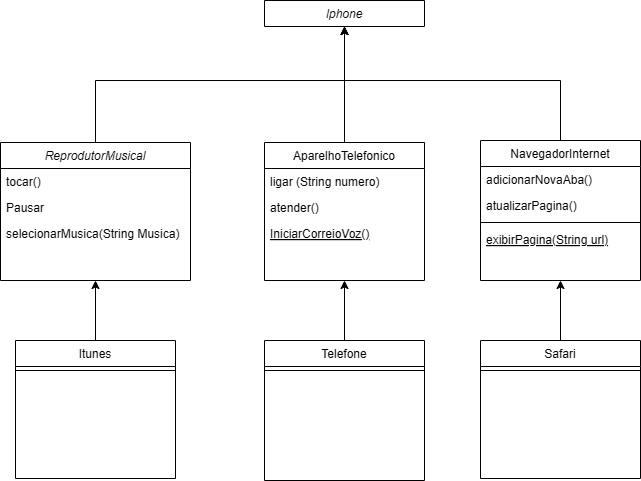 Iphone
ReprodutorMusical
tocar()
Pausar
selecionarMusica(String Musica)
AparelhoTelefonico
ligar (String numero)
atender()
IniciarCorreioVoz()
NavegadorInternet
adicionarNovaAba()
atualizarPagina()
exibirPagina(String url)
Itunes
Telefone
Safari